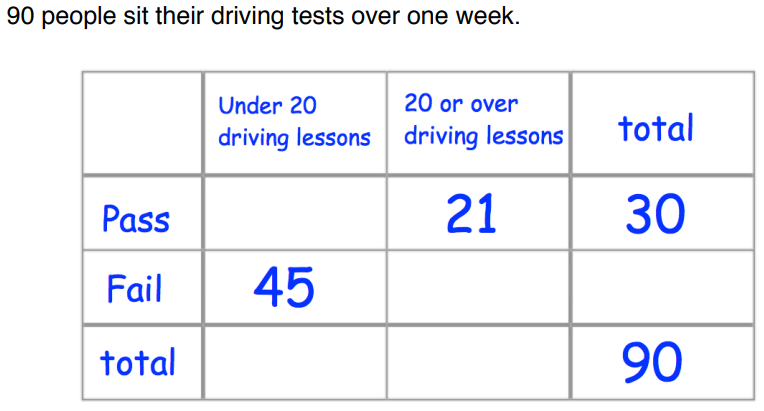 90 people sit their driving tests over one week.
Under 20
driving lessons
20 or over
driving lessons
total
Pass
21
30
Fail
45
total
90